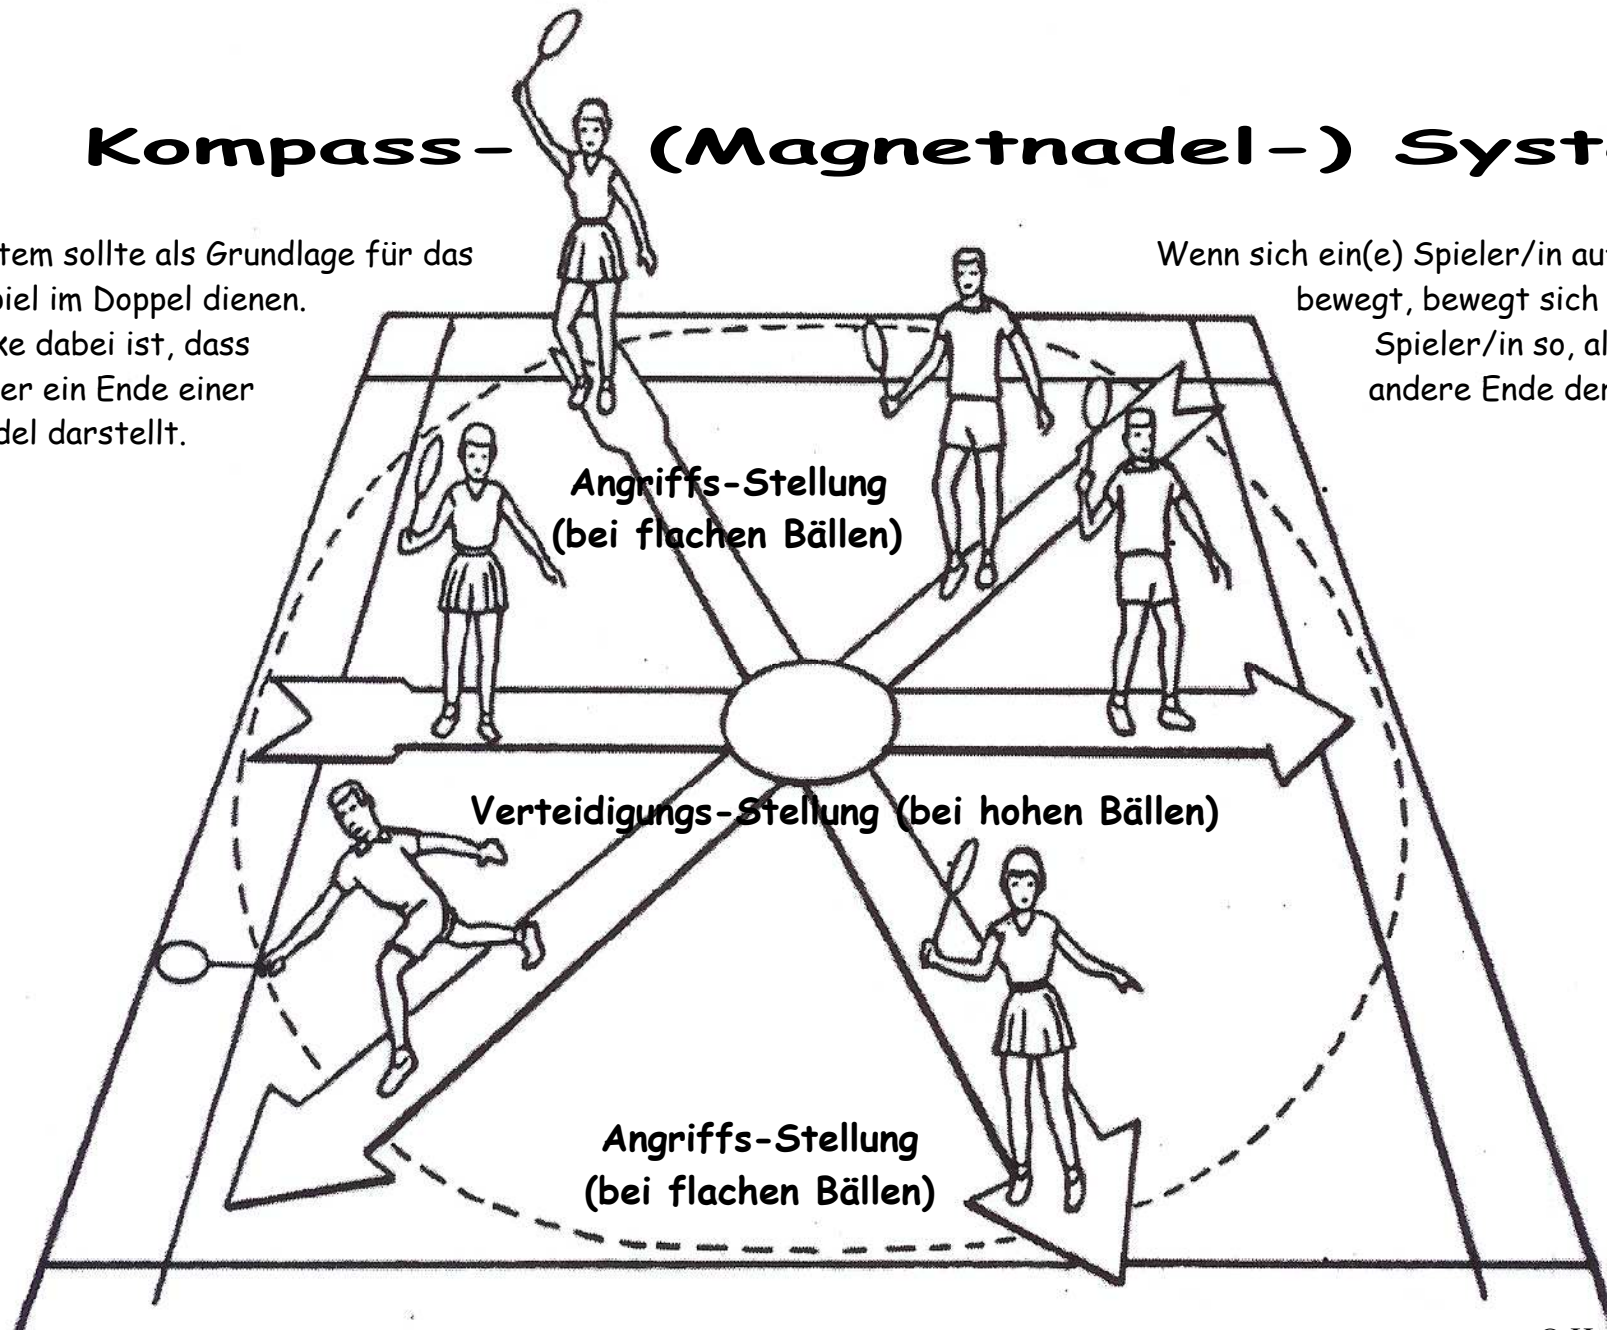 Kompass- (Magnetnadel-) Syst
tem sollte als Grundlage für das
piel im Doppel dienen.
ke dabei ist, dass
er ein Ende einer
del darstellt.
Wenn sich ein(e) Spieler/in au
bewegt, bewegt sich
Spieler/in so, al
andere Ende der
Angriffs-Stellung
(bei flachen Bällen)
Verteidigungs-Stellung (bei hohen Bällen)
Angriffs-Stellung
(bei flachen Bällen)